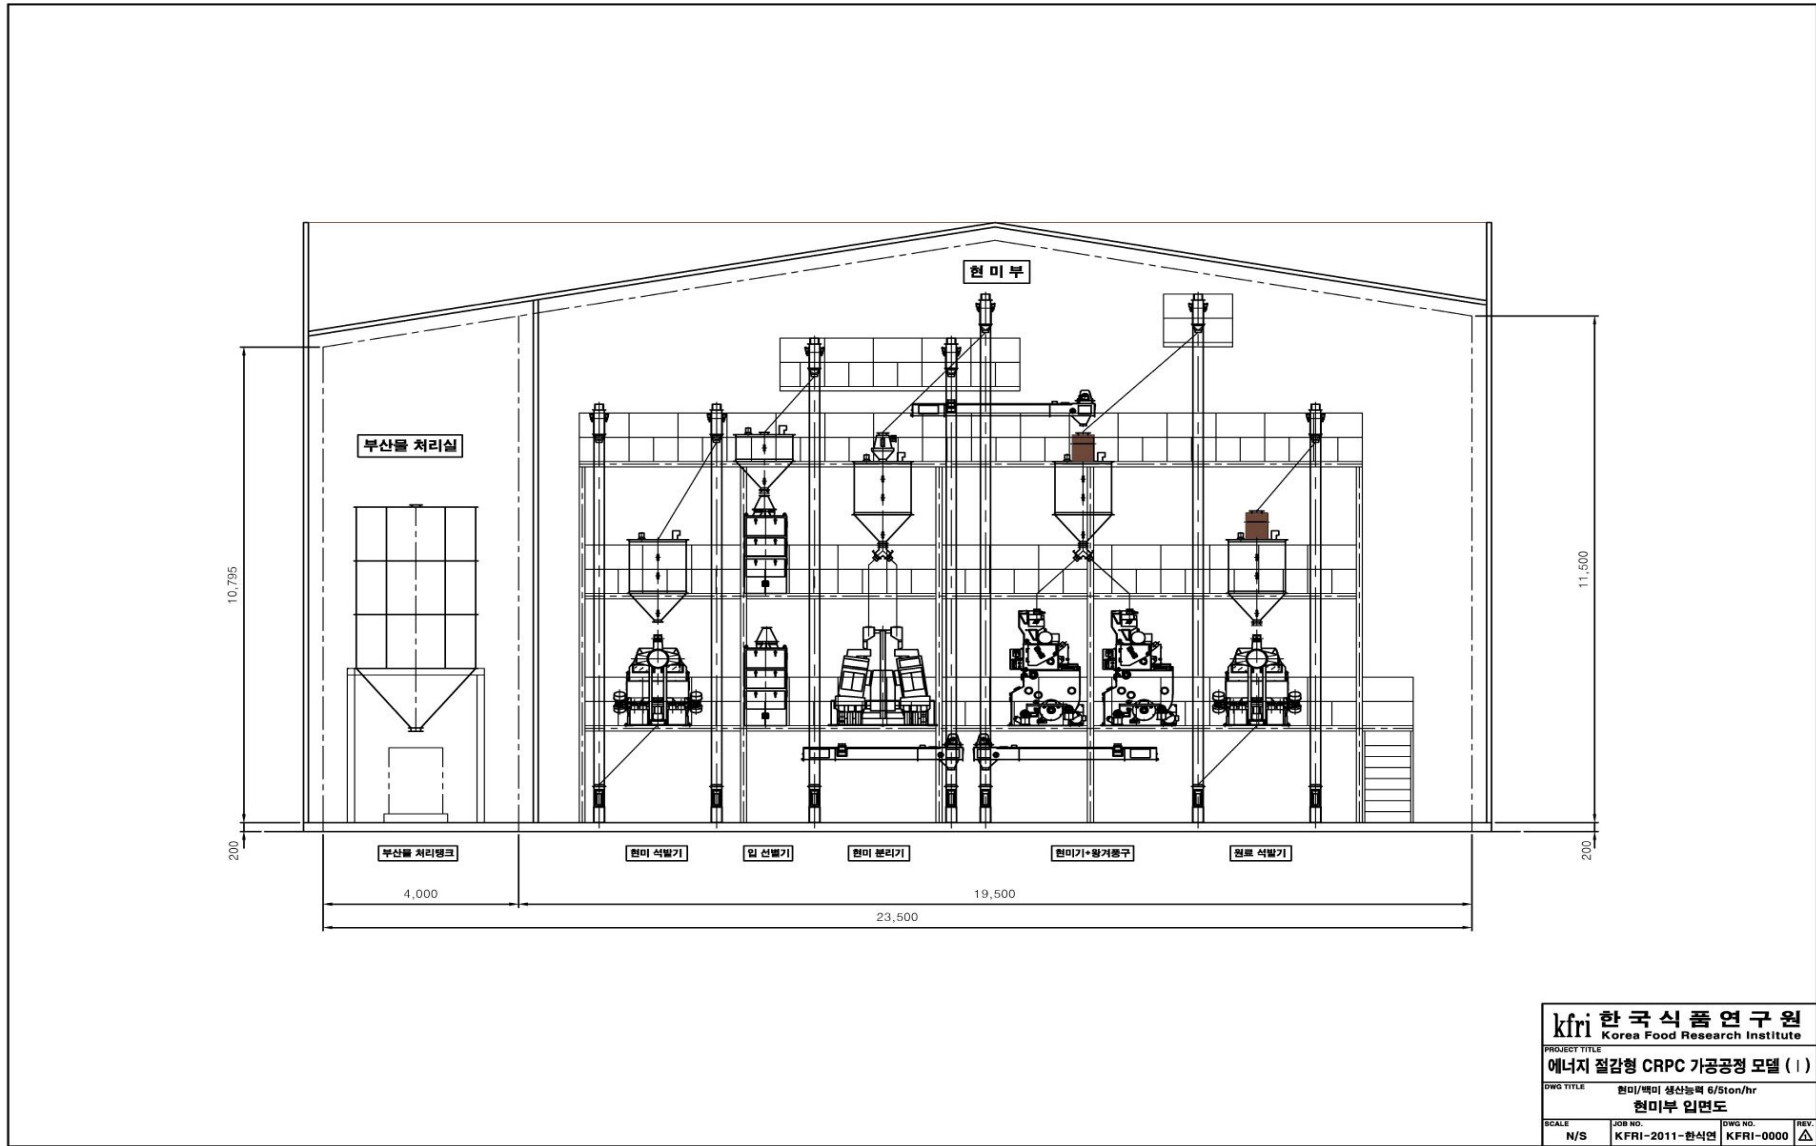 현 미 부
부산물 처리실
10,795
11,500
200
200
부산물 처리탱크
현미 석발기
입 선별기
현미 분리기
현미기+왕겨풍구
원료 석발기
4,000
19,500
23,500
kfri 한 국 식 품 연 구 원
Korea Food Research Institute
PROJECT TITLE
에너지 절감형 CRPC 가공공정 모델 (Ⅰ)
DWG TITLE
현미/백미 생산능력 6/5ton/hr
현미부 입면도
SCALE
N/S
JOB NO.
KFRI-2011-한식연
DWG NO.
KFRI-0000
REV.